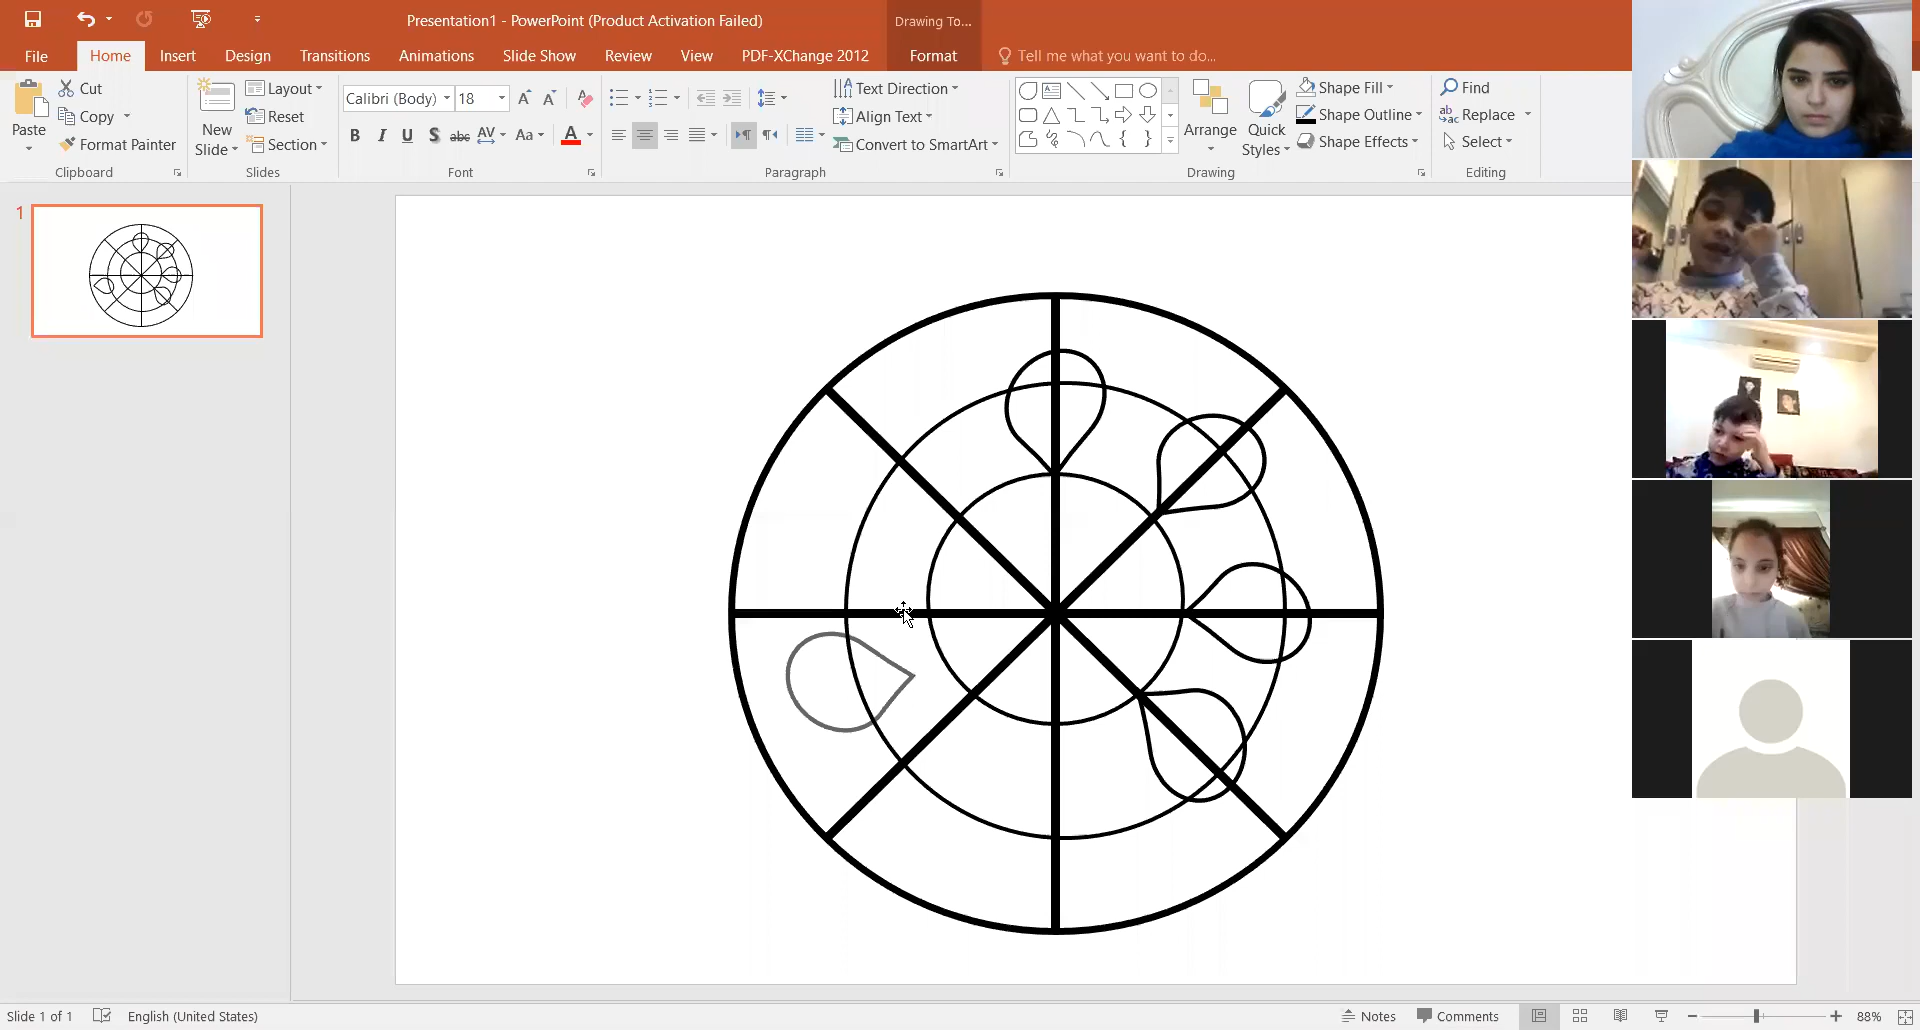 Presentation1 - PowerPoint (Product Activation Failed)
Drawing To...
File
Home
Insert
Design
Transitions
Animations
Slide Show
Review
View
PDF-XChange 2012
Format
Tell me what you want to do...
Paste
Cut
Copy
Format Painter
Clipboard
New
Slide
Layout
Reset
Section
Slides
Calibri (Body)
18
B I U S abc AV Aa A
Font
Paragraph
Text Direction
Align Text
Convert to SmartArt
Arrange
Quick
Styles
Drawing
Shape Fill
Shape Outline
Shape Effects
Find
Replace
Select
Editing
1
Slide 1 of 1
English (United States)
Notes
Comments
88%